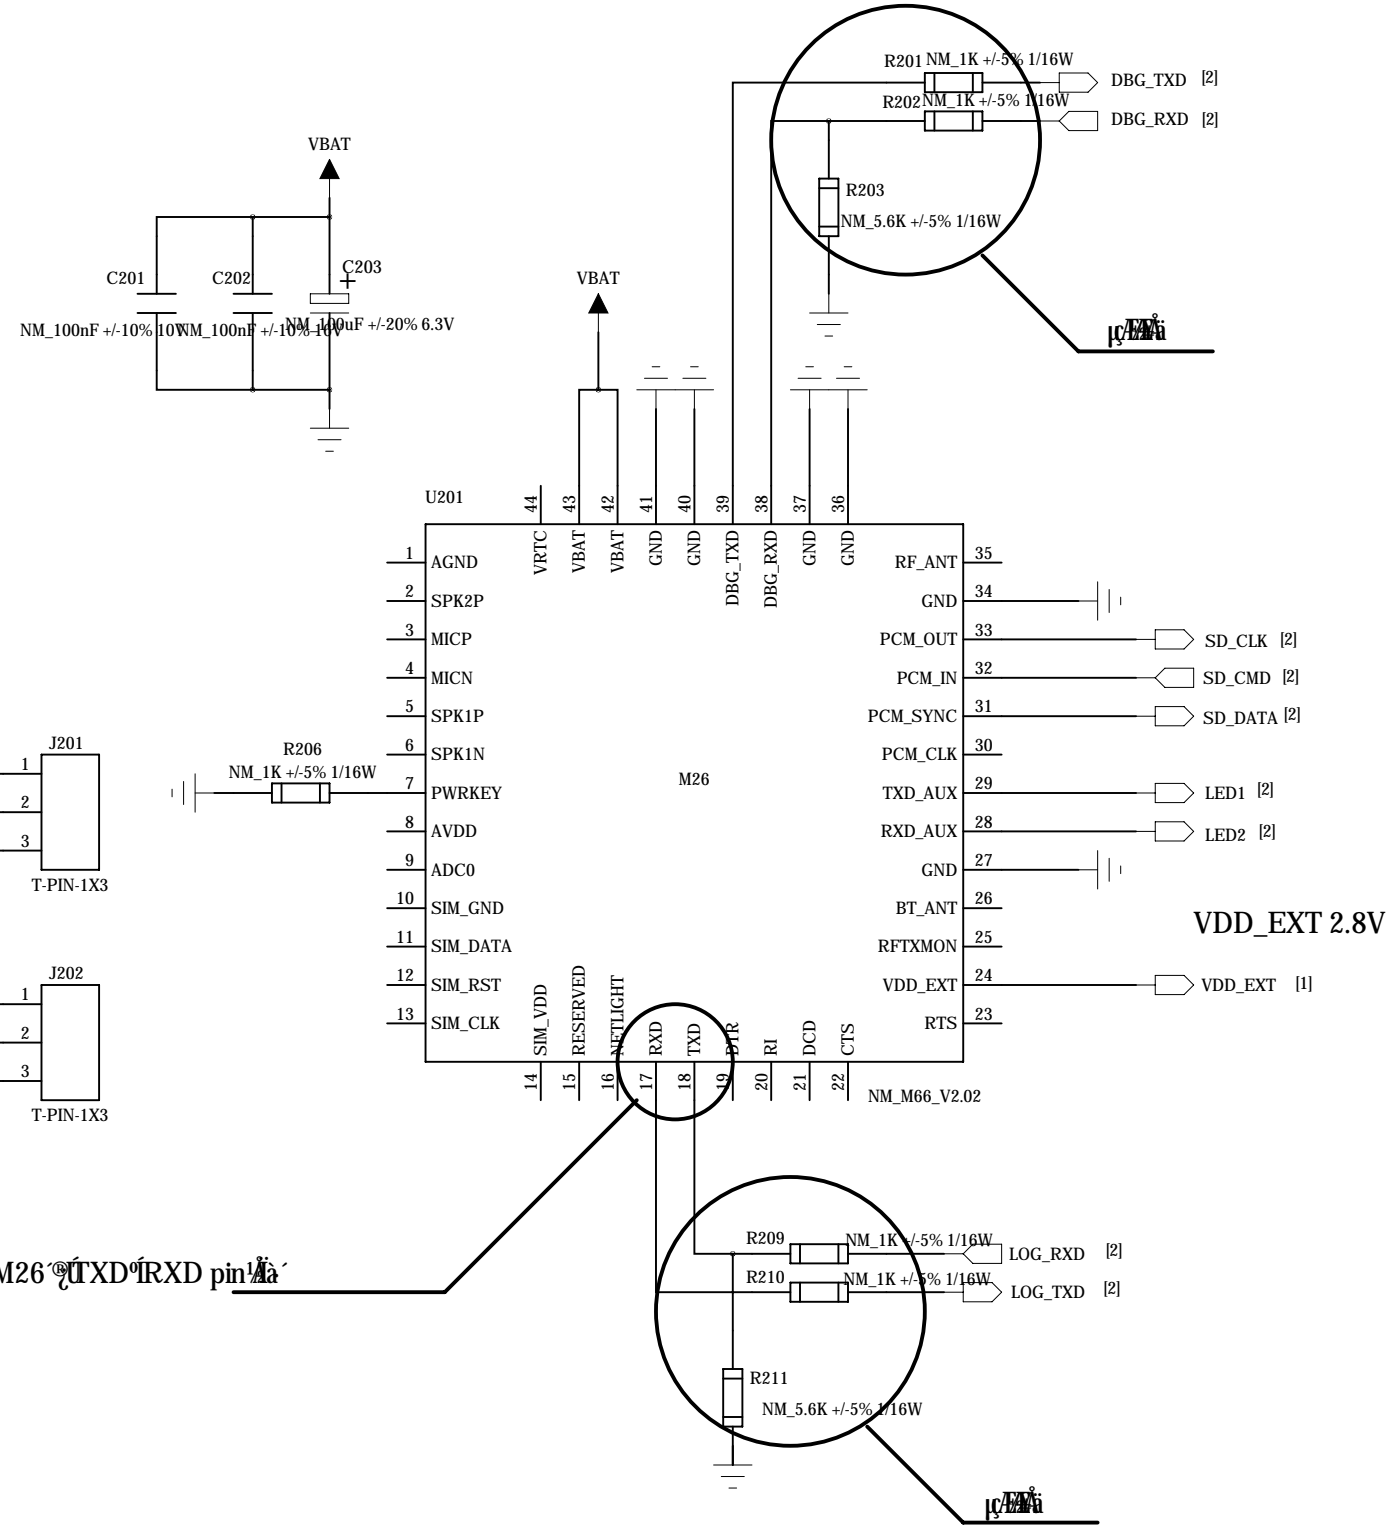 R201 NM_1K +/-5% 1/16W
DBG_TXD [2]
R202 NM_1K +/-5% 1/16W
DBG_RXD [2]
R203
NM_5.6K +/-5% 1/16W
VBAT
C201
C202
C203
+
NM_100nF +/-10% 10V
NM_100nF +/-10% 10V
NM_100uF +/-20% 6.3V
VBAT
U201
44
43
42
41
40
39
38
37
36
VRTC
VBAT
VBAT
GND
GND
DBG_TXD
DBG_RXD
GND
GND
1 AGND
2 SPK2P
3 MICP
4 MICN
5 SPK1P
6 SPK1N
7 PWRKEY
8 AVDD
9 ADC0
10 SIM_GND
11 SIM_DATA
12 SIM_RST
13 SIM_CLK
M26
RF_ANT 35
GND 34
PCM_OUT 33
SD_CLK [2]
PCM_IN 32
SD_CMD [2]
PCM_SYNC 31
SD_DATA [2]
PCM_CLK 30
TXD_AUX 29
LED1 [2]
RXD_AUX 28
LED2 [2]
GND 27
BT_ANT 26
RFTXMON 25
VDD_EXT 24
VDD_EXT [1]
RTS 23
VDD_EXT 2.8V
R206
NM_1K +/-5% 1/16W
J201
1
2
3
T-PIN-1X3
J202
1
2
3
T-PIN-1X3
SIM_VDD
RESERVED
NETLIGHT
RXD
TXD
DTR
RI
DCD
CTS
14
15
16
17
18
19
20
21
22
NM_M66_V2.02
M26 TXD RXD pin
R209 NM_1K +/-5% 1/16W
LOG_RXD [2]
R210 NM_1K +/-5% 1/16W
LOG_TXD [2]
R211
NM_5.6K +/-5% 1/16W